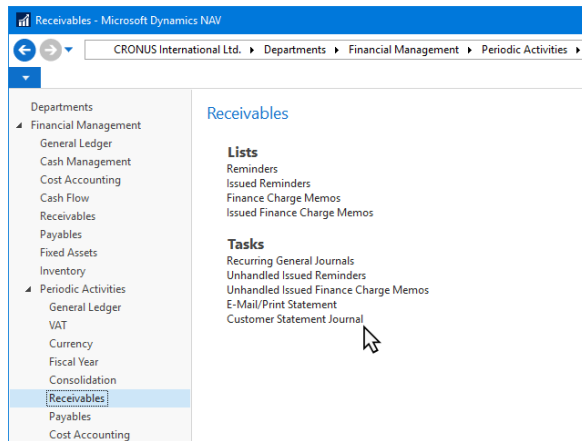 Receivables - Microsoft Dynamics NAV
CRONUS International Ltd. Departments Financial Management Periodic Activities
Departments
Financial Management
General Ledger
Cash Management
Cost Accounting
Cash Flow
Receivables
Payables
Fixed Assets
Inventory
Periodic Activities
General Ledger
VAT
Currency
Fiscal Year
Consolidation
Receivables
Payables
Cost Accounting
Receivables
Lists
Reminders
Issued Reminders
Finance Charge Memos
Issued Finance Charge Memos
Tasks
Recurring General Journals
Unhandled Issued Reminders
Unhandled Issued Finance Charge Memos
E-Mail/Print Statement
Customer Statement Journal